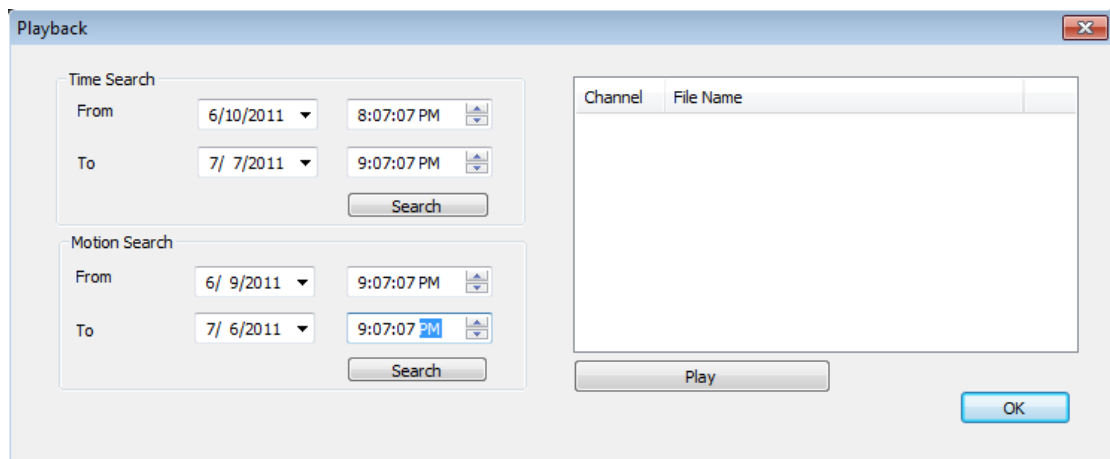 Playback
Time Search
From 6/10/2011 8:07:07 PM
To 7/ 7/2011 9:07:07 PM
Search
Motion Search
From 6/ 9/2011 9:07:07 PM
To 7/ 6/2011 9:07:07 PM
Search
Channel File Name
Play
OK